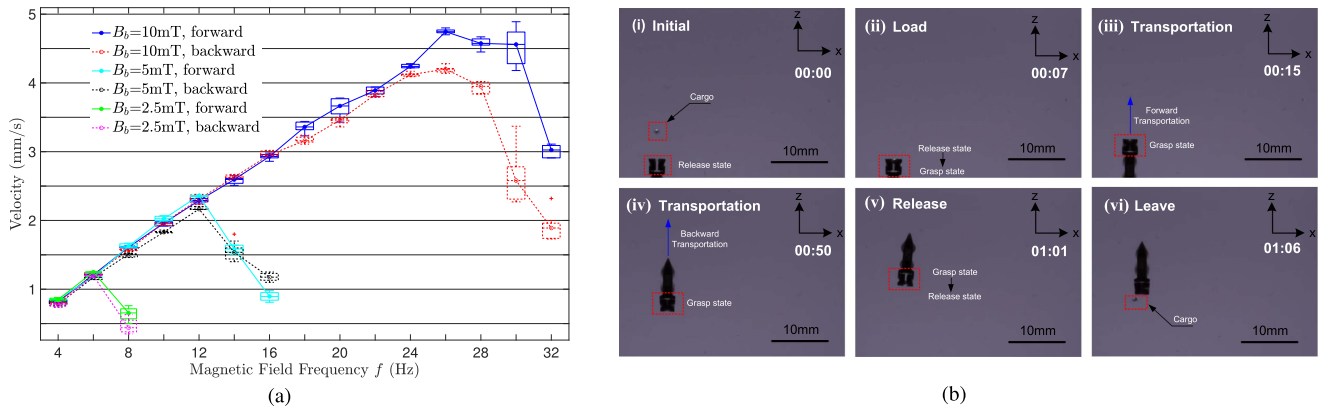 5
4
3
2
1
Velocity (mm/s)
B_b=10mT, forward
B_b=10mT, backward
B_b=5mT, forward
B_b=5mT, backward
B_b=2.5mT, forward
B_b=2.5mT, backward
4 6 8 10 12 14 16 18 20 22 24 26 28 30 32
Magnetic Field Frequency f (Hz)
(a)
(i) Initial
z
x
00:00
Cargo
Release state
10mm
(ii) Load
z
x
00:07
Release state
Grasp state
10mm
(iii) Transportation
z
x
00:15
Forward
Transportation
Grasp state
10mm
(iv) Transportation
z
x
00:50
Backward
Transportation
Grasp state
10mm
(v) Release
z
x
01:01
Grasp state
Release state
10mm
(vi) Leave
z
x
01:06
Cargo
10mm
(b)